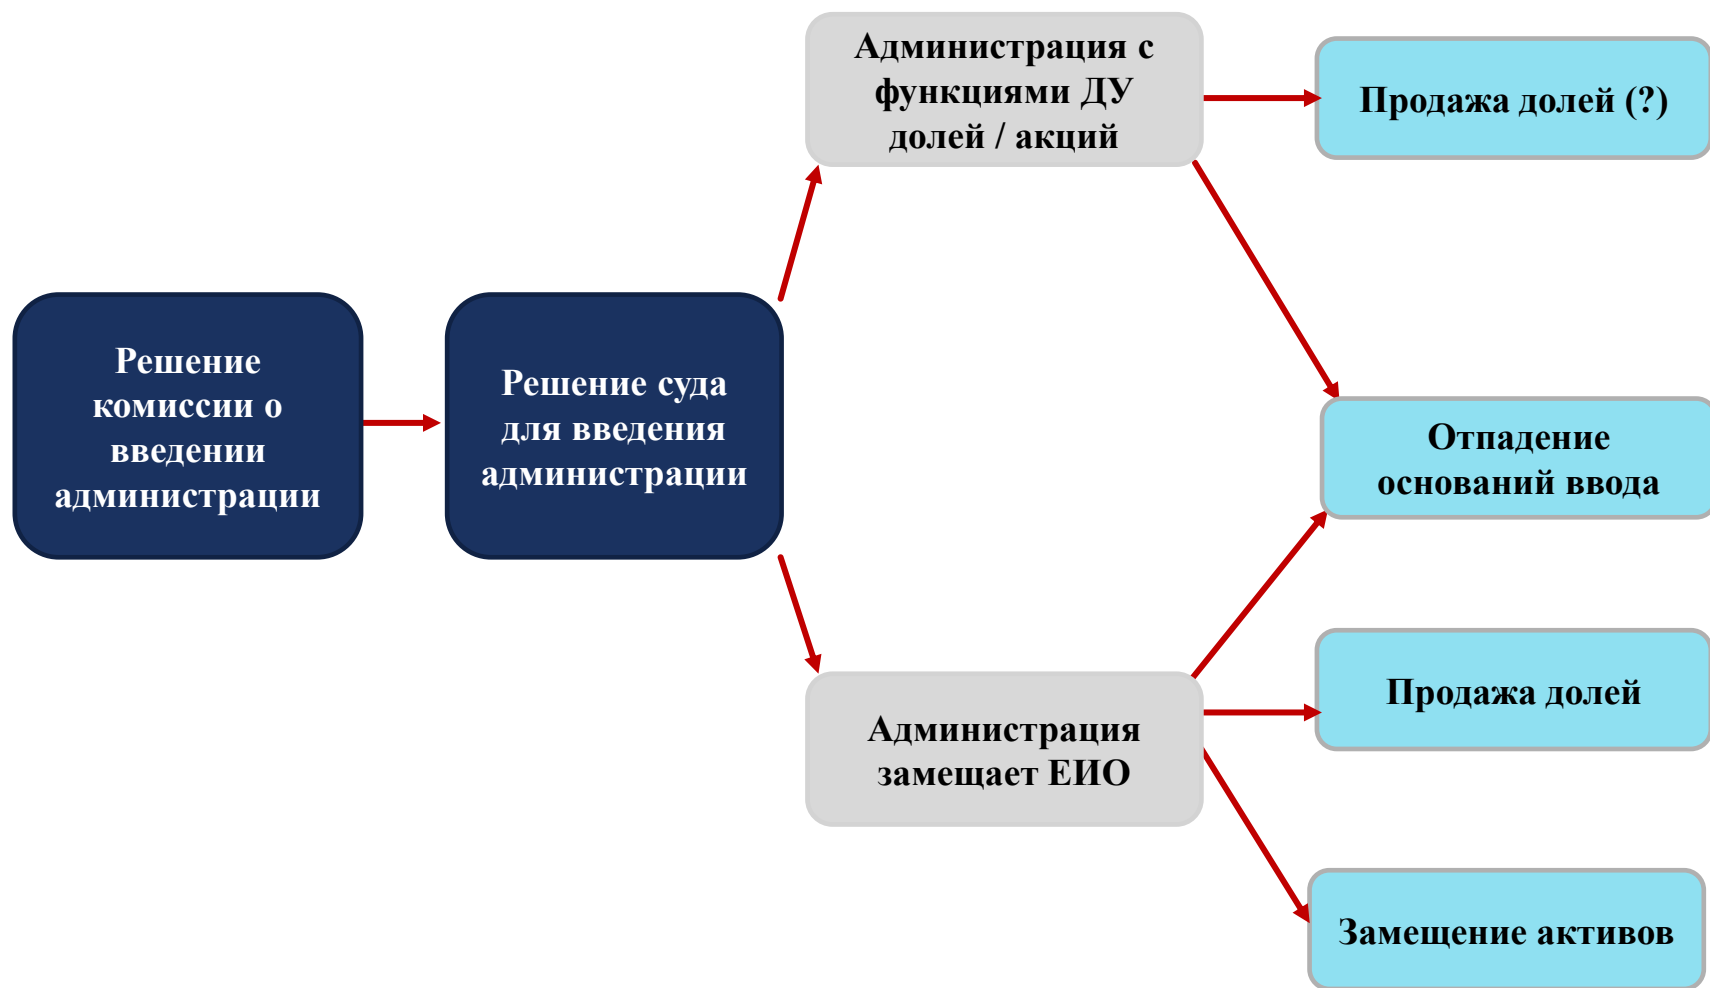 Решение
комиссии о
введении
администрации
Решение суда
для введения
администрации
Администрация с
функциями ДУ
долей / акций
Администрация
замещает ЕИО
Продажа долей (?)
Отпадение
оснований ввода
Продажа долей
Замещение активов